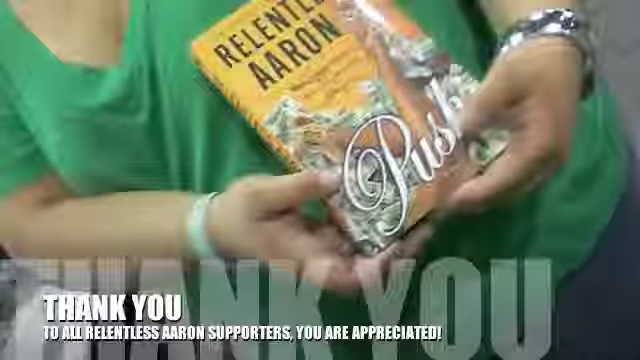 RELENTLESS
AARON
Push
THANK YOU
THANK YOU
TO ALL RELENTLESS AARON SUPPORTERS, YOU ARE APPRECIATED!